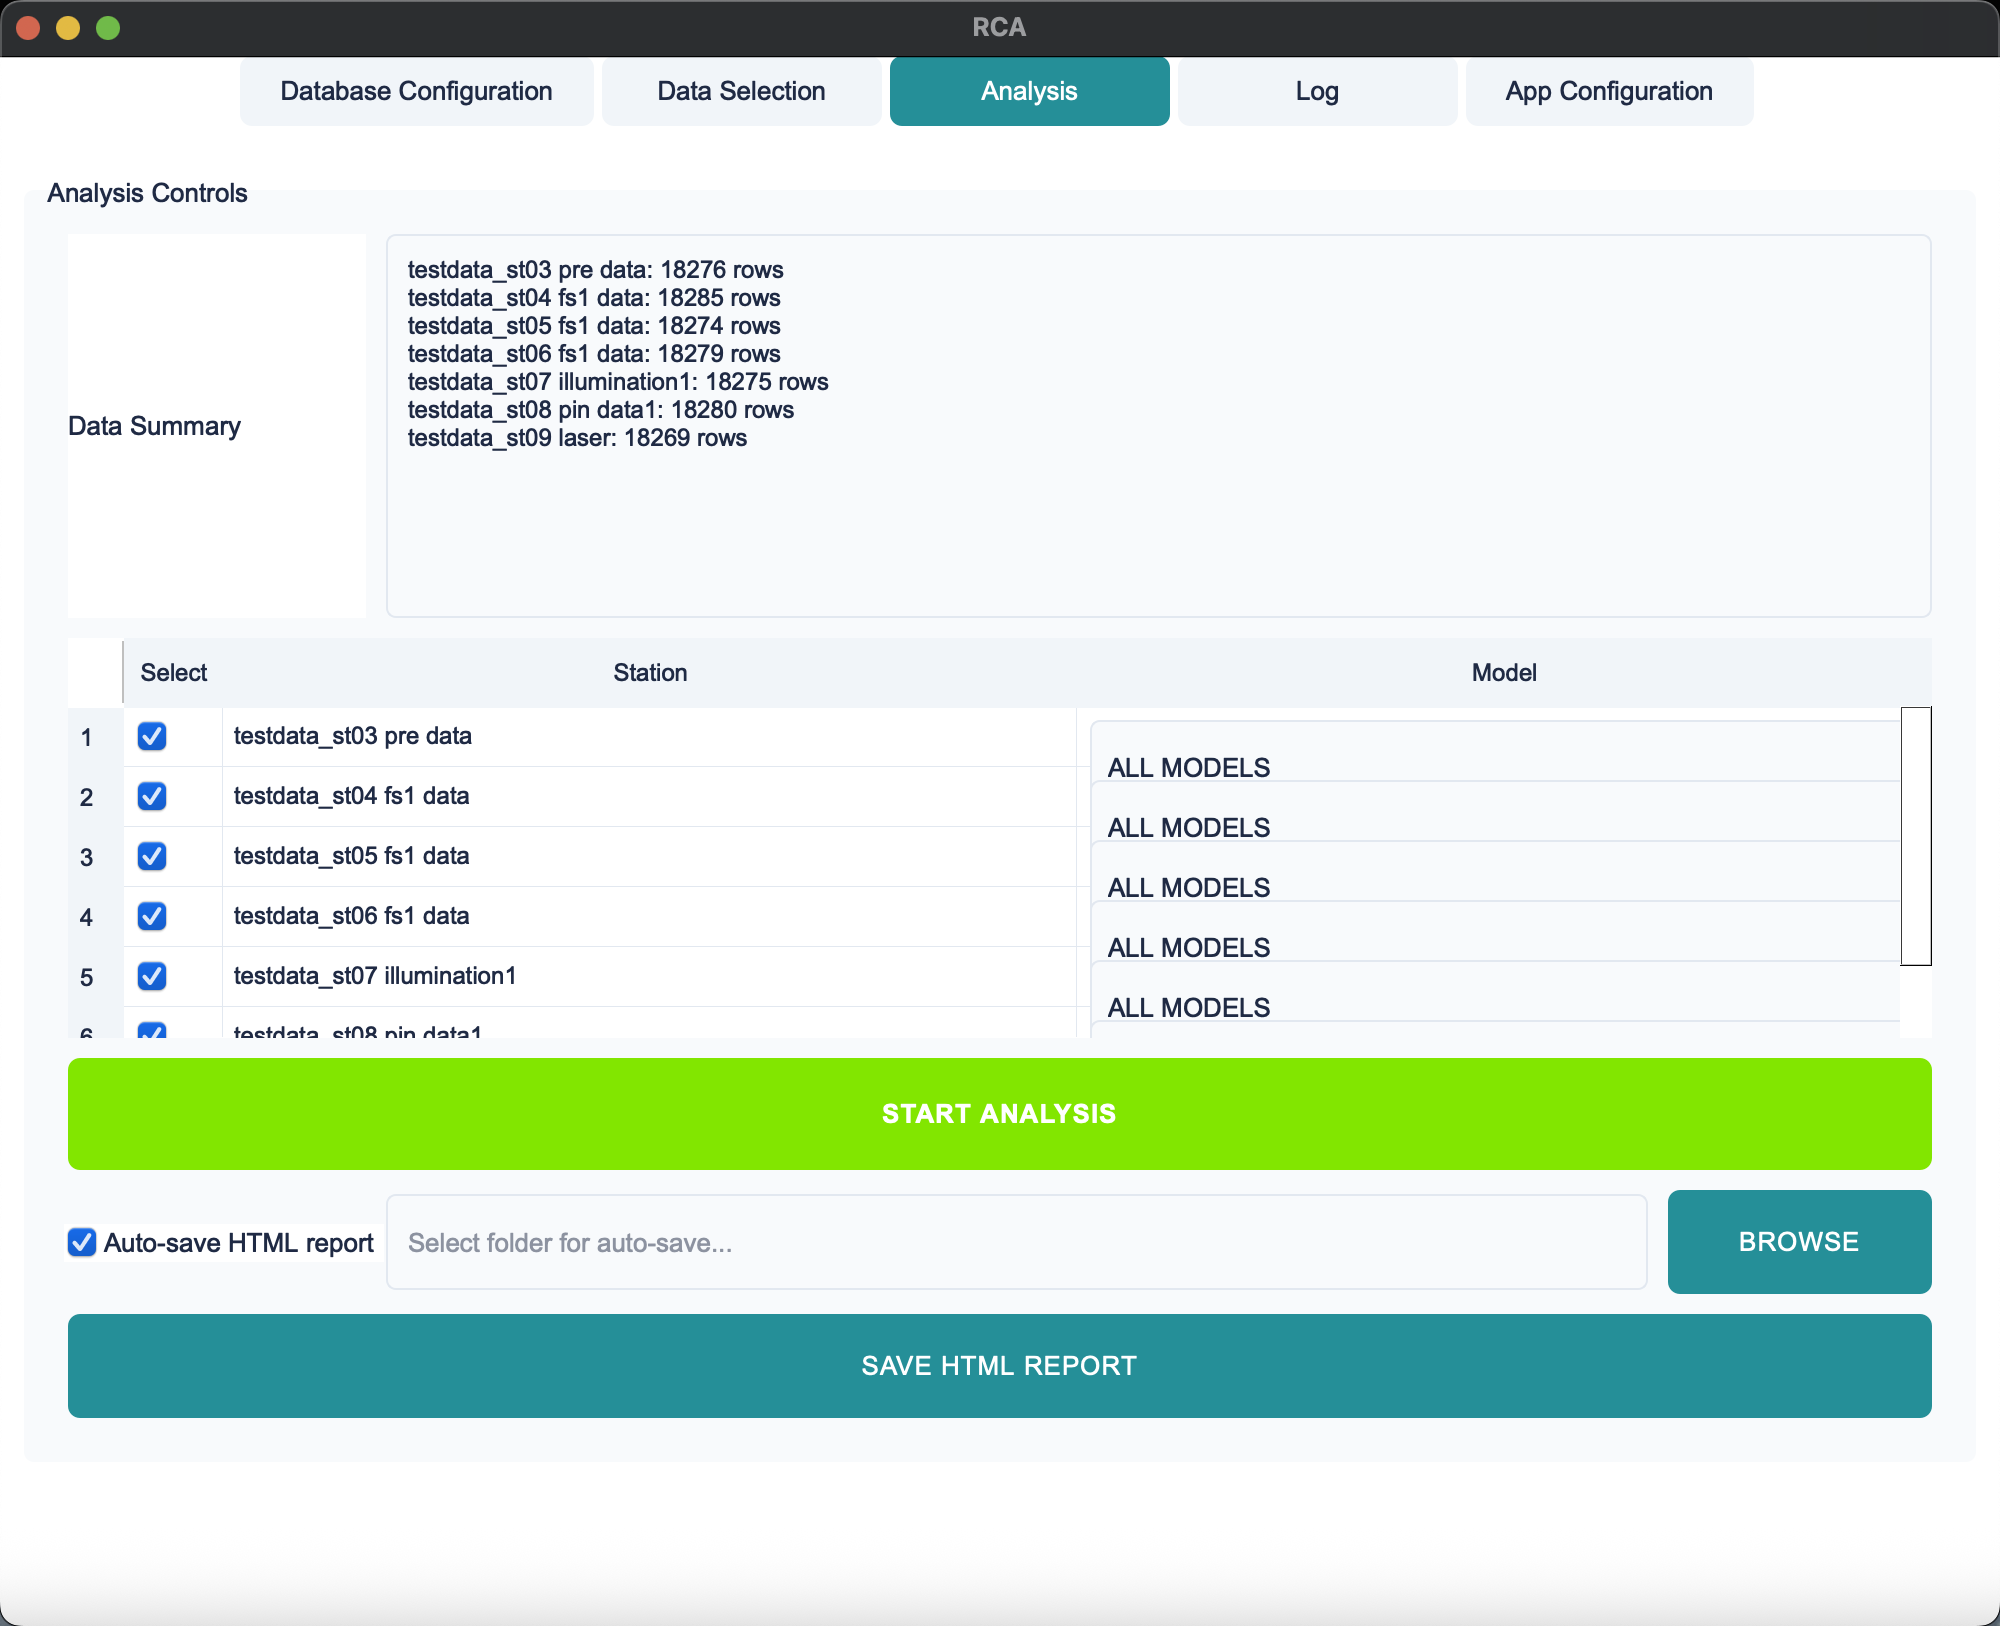 RCA
Database Configuration
Data Selection
Analysis
Log
App Configuration
Analysis Controls
Data Summary
testdata_st03 pre data: 18276 rows
testdata_st04 fs1 data: 18285 rows
testdata_st05 fs1 data: 18274 rows
testdata_st06 fs1 data: 18279 rows
testdata_st07 illumination1: 18275 rows
testdata_st08 pin data1: 18280 rows
testdata_st09 laser: 18269 rows
Select Station Model
1 testdata_st03 pre data ALL MODELS
2 testdata_st04 fs1 data ALL MODELS
3 testdata_st05 fs1 data ALL MODELS
4 testdata_st06 fs1 data ALL MODELS
5 testdata_st07 illumination1 ALL MODELS
6 testdata_st08 pin data1
START ANALYSIS
Auto-save HTML report
Select folder for auto-save...
BROWSE
SAVE HTML REPORT